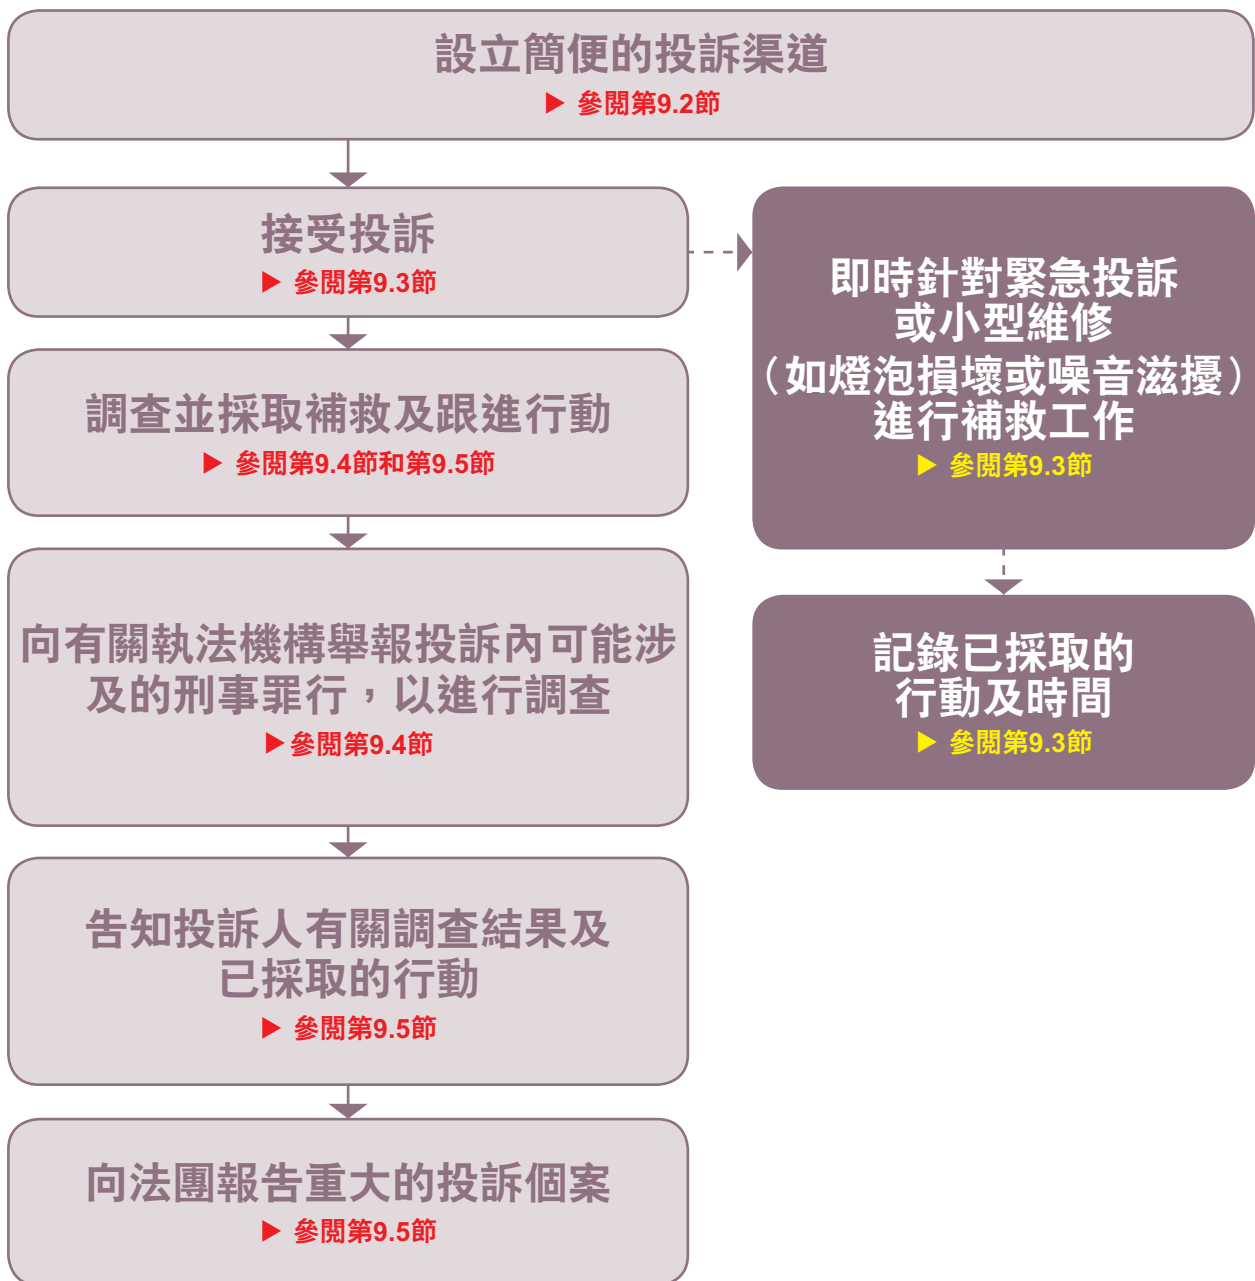 設立簡便的投訴渠道
▶ 參閱第9.2節
接受投訴
▶ 參閱第9.3節
即時針對緊急投訴
或小型維修
（如燈泡損壞或噪音滋擾）
進行補救工作
▶ 參閱第9.3節
調查並採取補救及跟進行動
▶ 參閱第9.4節和第9.5節
向有關執法機構舉報投訴內可能涉
及的刑事罪行，以進行調查
▶ 參閱第9.4節
記錄已採取的
行動及時間
▶ 參閱第9.3節
告知投訴人有關調查結果及
已採取的行動
▶ 參閱第9.5節
向法團報告重大的投訴個案
▶ 參閱第9.5節